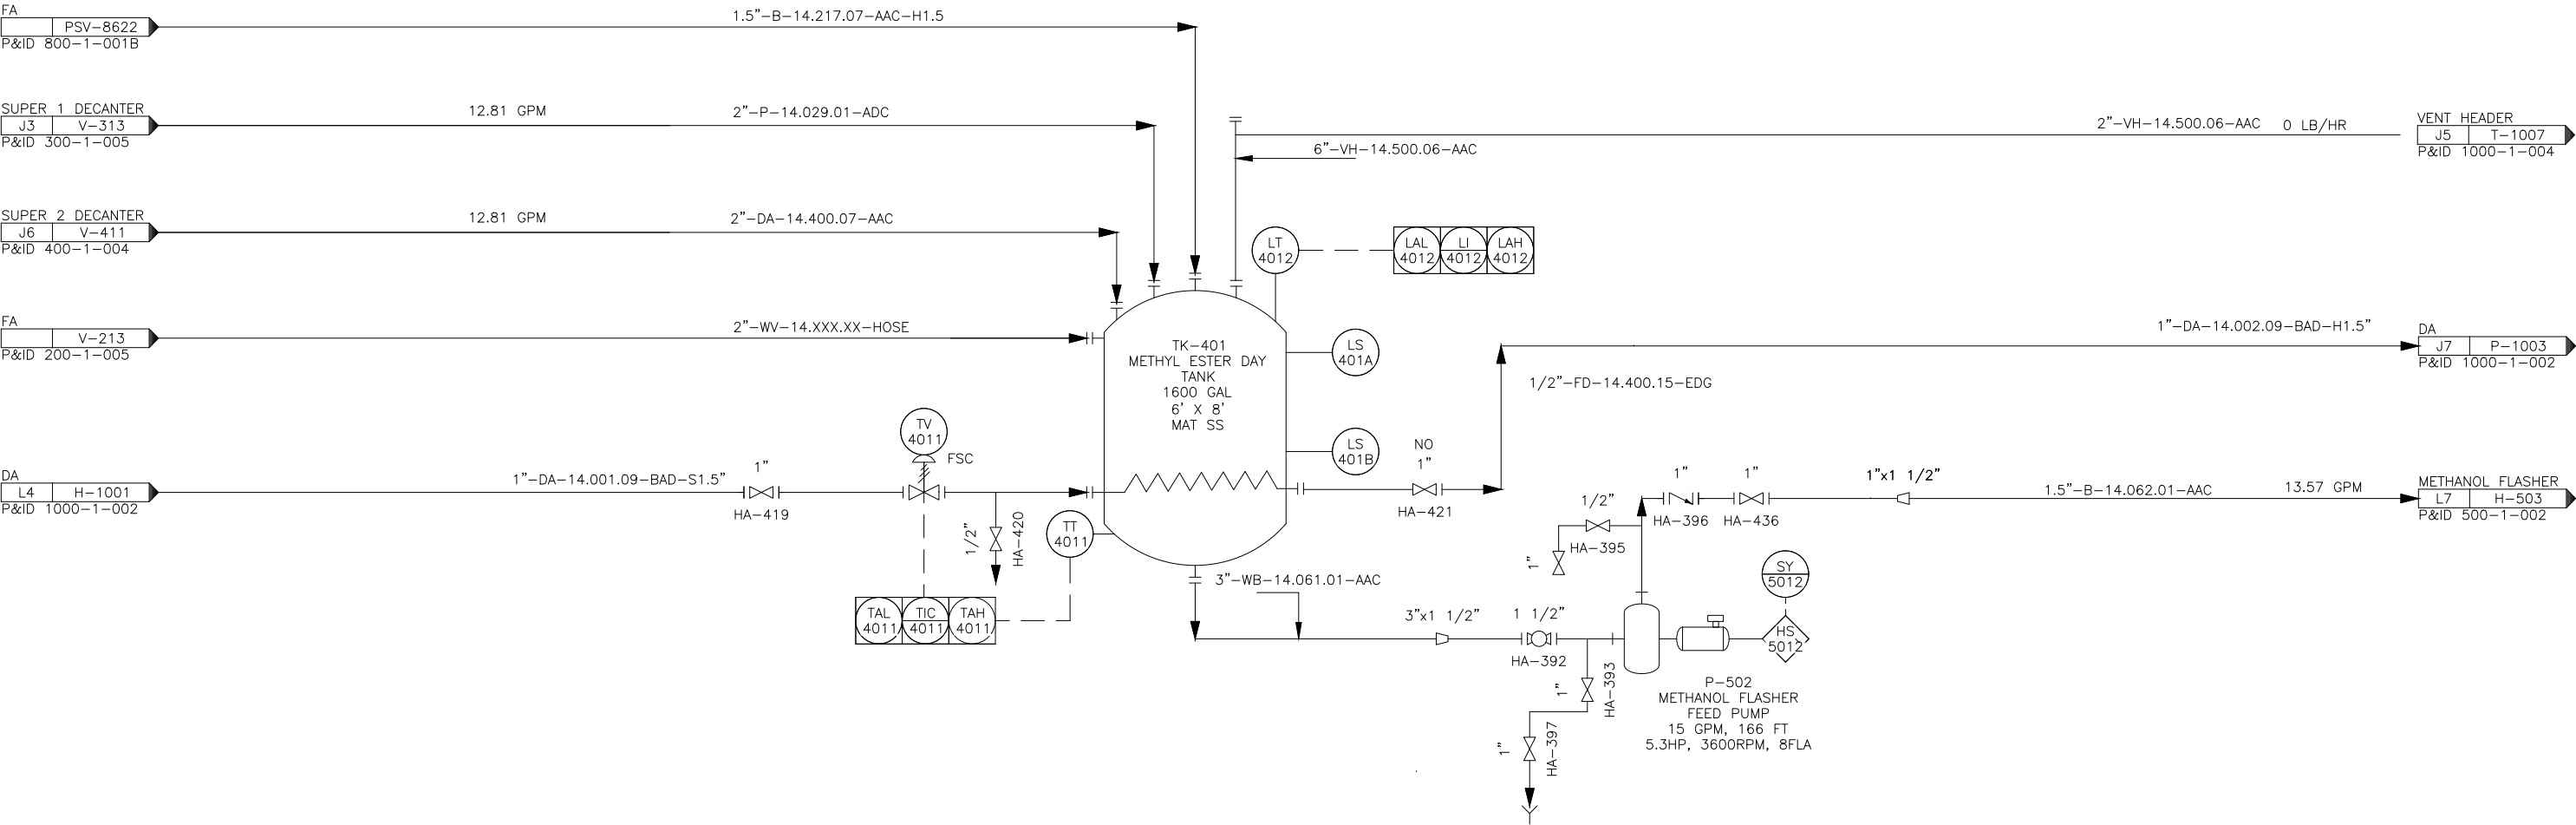 FA
PSV-8622
P&ID 800-1-001B
1.5"-B-14.217.07-AAC-H1.5
SUPER 1 DECANTER
J3 V-313
P&ID 300-1-005
12.81 GPM
2"-P-14.029.01-ADC
2"-VH-14.500.06-AAC 0 LB/HR
VENT HEADER
J5 T-1007
P&ID 1000-1-004
6"-VH-14.500.06-AAC
SUPER 2 DECANTER
J6 V-411
P&ID 400-1-004
12.81 GPM
2"-DA-14.400.07-AAC
LT
4012
LAL
4012
LI
4012
LAH
4012
FA
V-213
P&ID 200-1-005
2"-WV-14.XXX.XX-HOSE
TK-401
METHYL ESTER DAY
TANK
1600 GAL
6' X 8'
MAT SS
LS
401A
LS
401B
1"-DA-14.002.09-BAD-H1.5"
DA
J7 P-1003
P&ID 1000-1-002
1/2"-FD-14.400.15-EDG
DA
L4 H-1001
P&ID 1000-1-002
1"-DA-14.001.09-BAD-S1.5"
1"
HA-419
TV
4011
FSC
1/2"
HA-420
TT
4011
TAL
4011
TIC
4011
TAH
4011
NO
1"
HA-421
1/2"
HA-395
1"
1"
HA-396
1"
HA-436
1"x1 1/2"
1.5"-B-14.062.01-AAC
13.57 GPM
METHANOL FLASHER
L7 H-503
P&ID 500-1-002
3"-WB-14.061.01-AAC
3"x1 1/2"
1 1/2"
HA-392
1"
HA-393
1"
HA-397
SY
5012
HS
5012
P-502
METHANOL FLASHER
FEED PUMP
15 GPM, 166 FT
5.3HP, 3600RPM, 8FLA